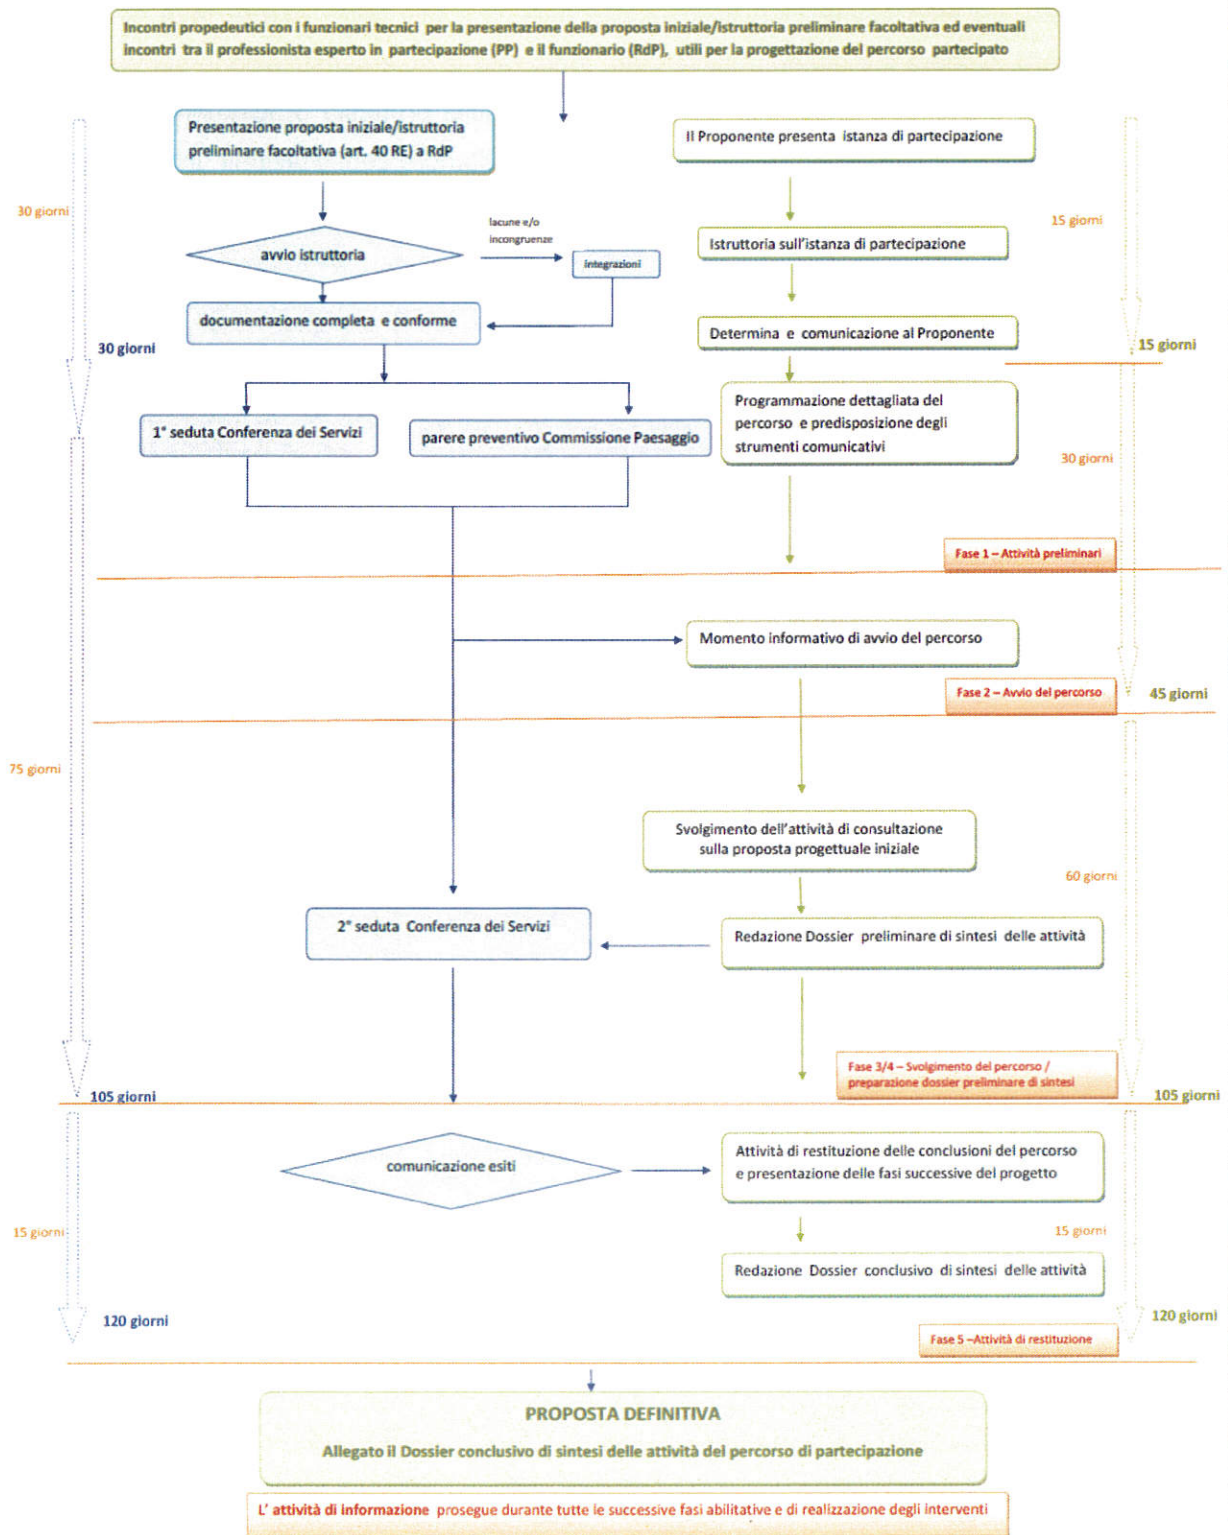 Incontri propedeutici con i funzionari tecnici per la presentazione della proposta iniziale/istruttoria preliminare facoltativa ed eventuali
incontri tra il professionista esperto in partecipazione (PP) e il funzionario (RdP), utili per la progettazione del percorso partecipato
Presentazione proposta iniziale/istruttoria
preliminare facoltativa (art. 40 RE) a RdP
Il Proponente presenta istanza di partecipazione
30 giorni
15 giorni
lacune e/o
incongruenze
avvio istruttoria
integrazioni
Istruttoria sull'istanza di partecipazione
documentazione completa e conforme
Determina e comunicazione al Proponente
30 giorni
15 giorni
1° seduta Conferenza dei Servizi
parere preventivo Commissione Paesaggio
Programmazione dettagliata del
percorso e predisposizione degli
strumenti comunicativi
30 giorni
Fase 1 – Attività preliminari
Momento informativo di avvio del percorso
Fase 2 – Avvio del percorso
45 giorni
75 giorni
Svolgimento dell'attività di consultazione
sulla proposta progettuale iniziale
60 giorni
2° seduta Conferenza dei Servizi
Redazione Dossier preliminare di sintesi delle attività
Fase 3/4 – Svolgimento del percorso /
preparazione dossier preliminare di sintesi
105 giorni
105 giorni
comunicazione esiti
Attività di restituzione delle conclusioni del percorso
e presentazione delle fasi successive del progetto
15 giorni
15 giorni
Redazione Dossier conclusivo di sintesi delle attività
120 giorni
120 giorni
Fase 5 –Attività di restituzione
PROPOSTA DEFINITIVA
Allegato il Dossier conclusivo di sintesi delle attività del percorso di partecipazione
L' attività di informazione prosegue durante tutte le successive fasi abilitative e di realizzazione degli interventi